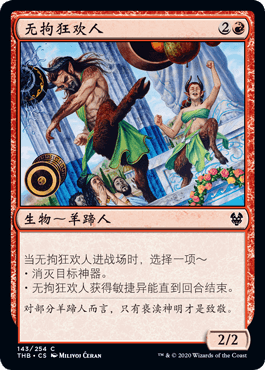 无拘狂欢人 2
生物～羊蹄人
当无拘狂欢人进战场时，选择一项～
• 消灭目标神器。
• 无拘狂欢人获得敏捷异能直到回合结束。
对部分羊蹄人而言，只有亵渎神明才是致敬。
2/2
143/254 C
THB • CS MILIVOJ ĆERAN
™ & © 2020 Wizards of the Coast